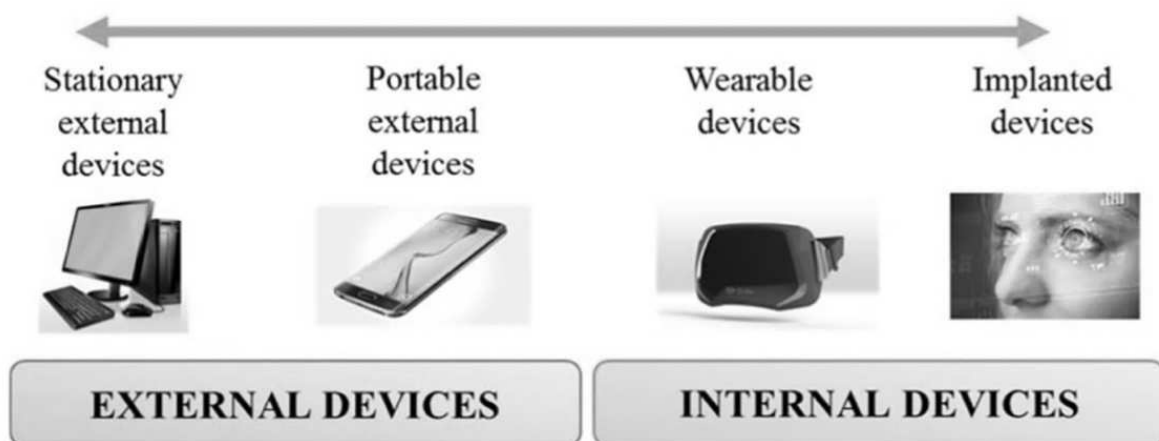 Stationary
external
devices
Portable
external
devices
Wearable
devices
Implanted
devices
EXTERNAL DEVICES
INTERNAL DEVICES